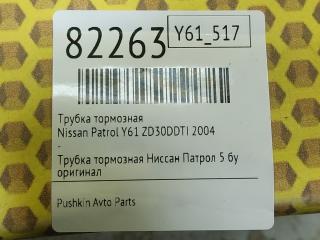 82263
Y61_517
Трубка тормозная
Nissan Patrol Y61 ZD30DDTI 2004
-
Трубка тормозная Ниссан Патрол 5 бу
оригинал
Pushkin Avto Parts